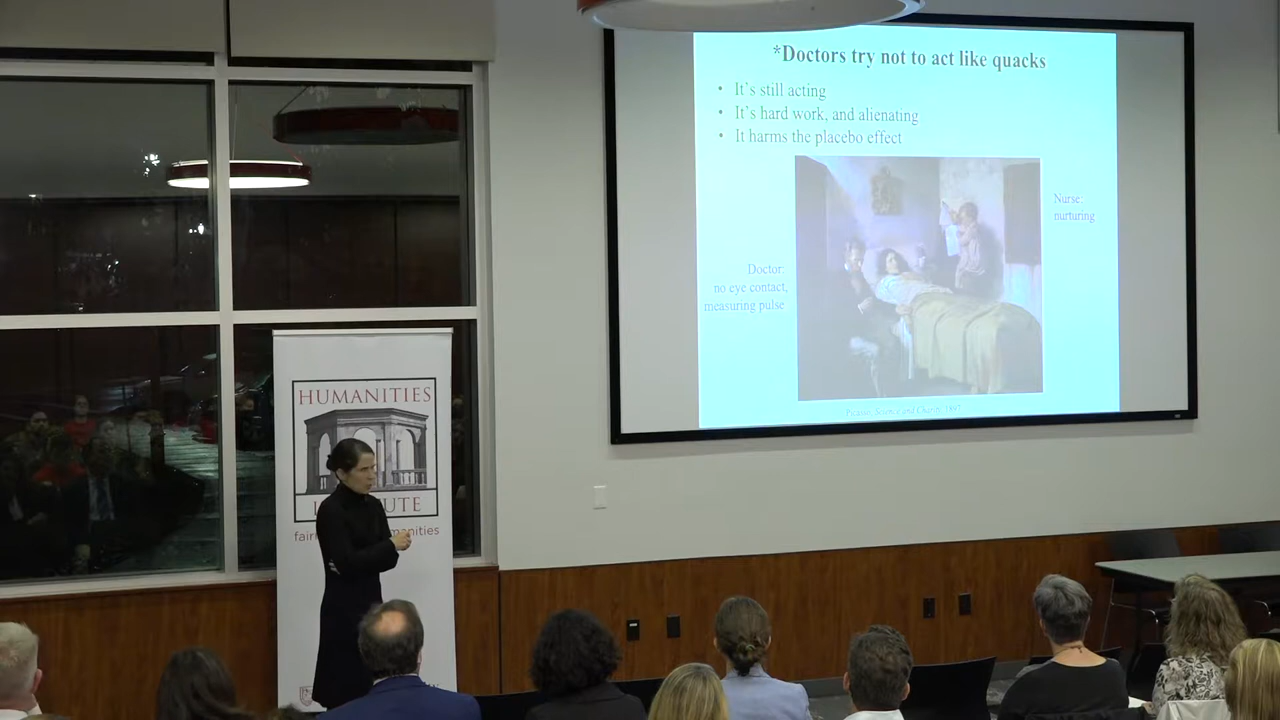 *Doctors try not to act like quacks
• It's still acting
• It's hard work, and alienating
• It harms the placebo effect
Nurse:
nurturing
Doctor:
no eye contact,
measuring pulse
Picasso, Science and Charity, 1897
HUMANITIES